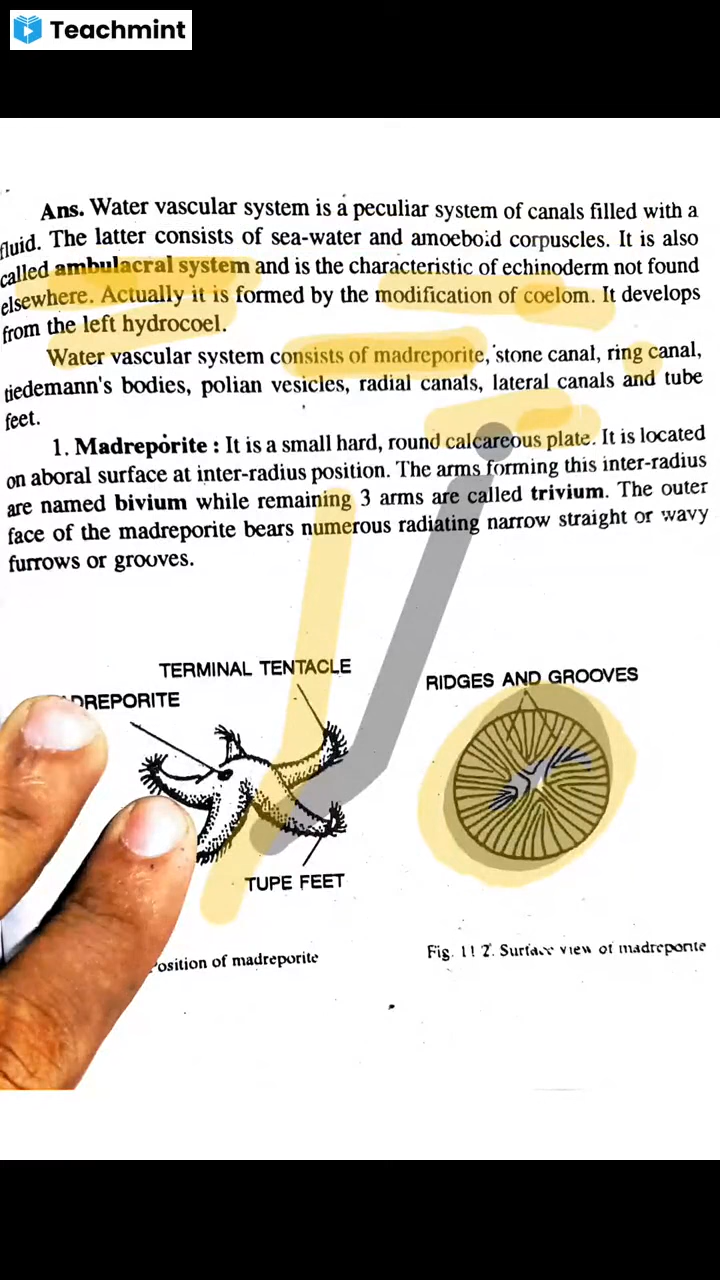 Teachmint
Ans. Water vascular system is a peculiar system of canals filled with a
fluid. The latter consists of sea-water and amoeboid corpuscles. It is also
called ambulacral system and is the characteristic of echinoderm not found
elsewhere. Actually it is formed by the modification of coelom. It develops
from the left hydrocoel.
Water vascular system consists of madreporite, stone canal, ring canal,
tiedemann's bodies, polian vesicles, radial canals, lateral canals and tube
feet.
1. Madreporite : It is a small hard, round calcareous plate. It is located
on aboral surface at inter-radius position. The arms forming this inter-radius
are named bivium while remaining 3 arms are called trivium. The outer
face of the madreporite bears numerous radiating narrow straight or wavy
furrows or grooves.
TERMINAL TENTACLE
DREPORITE
RIDGES AND GROOVES
TUPE FEET
osition of madreporite
Fig. 11 2. Surface view of madreporite